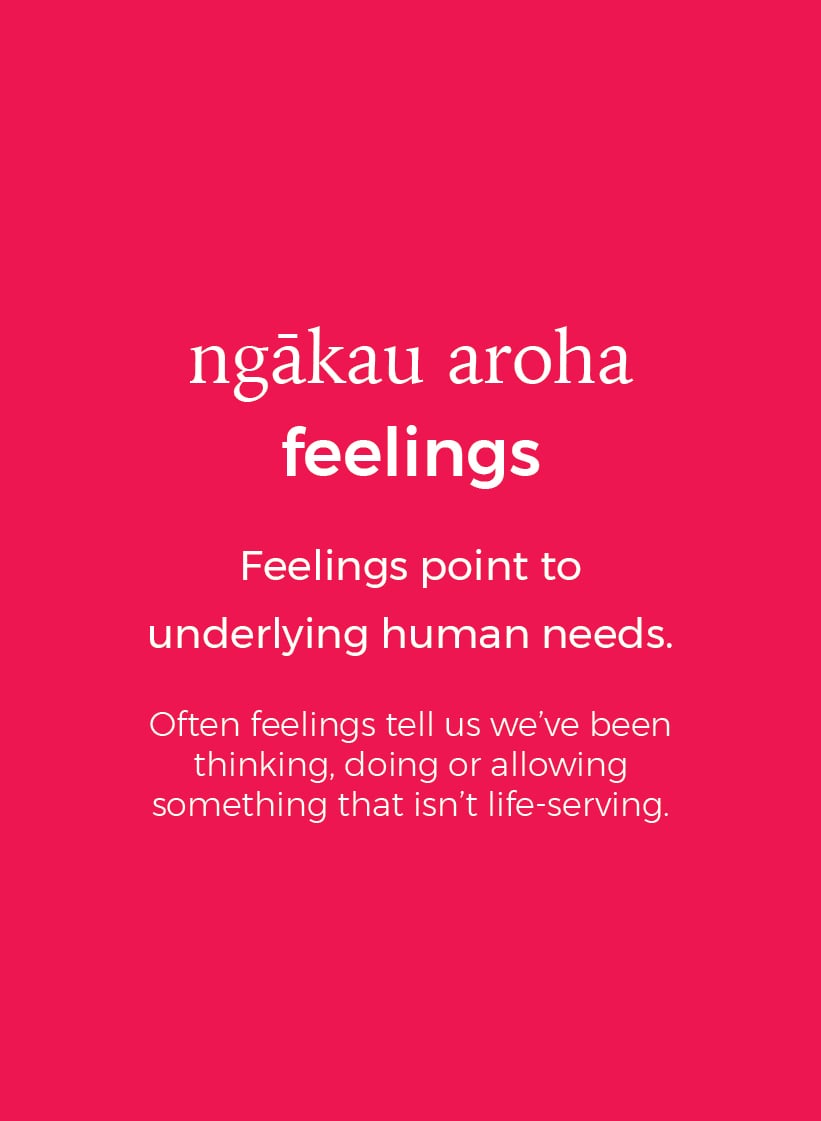 ngākau aroha
feelings
Feelings point to
underlying human needs.
Often feelings tell us we’ve been
thinking, doing or allowing
something that isn’t life-serving.